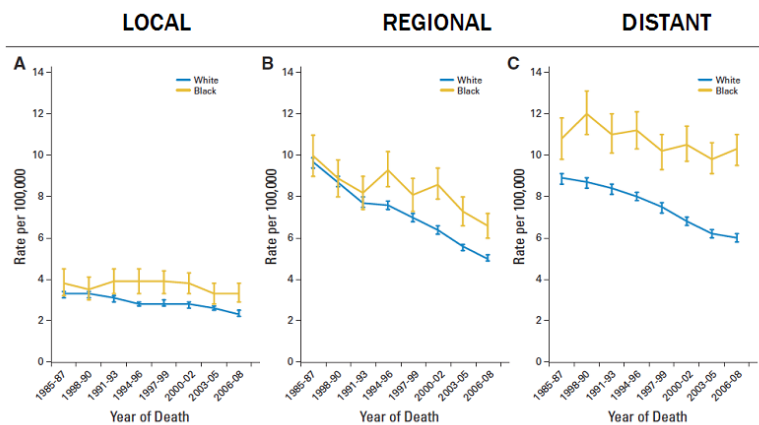 LOCAL
REGIONAL
DISTANT
A
14
12
10
8
6
4
2
0
Rate per 100,000
White
Black
1985-87
1998-90
1991-93
1994-96
1997-99
2000-02
2003-05
2006-08
Year of Death
B
14
12
10
8
6
4
2
0
Rate per 100,000
White
Black
1985-87
1998-90
1991-93
1994-96
1997-99
2000-02
2003-05
2006-08
Year of Death
C
14
12
10
8
6
4
2
0
Rate per 100,000
White
Black
1985-87
1998-90
1991-93
1994-96
1997-99
2000-02
2003-05
2006-08
Year of Death